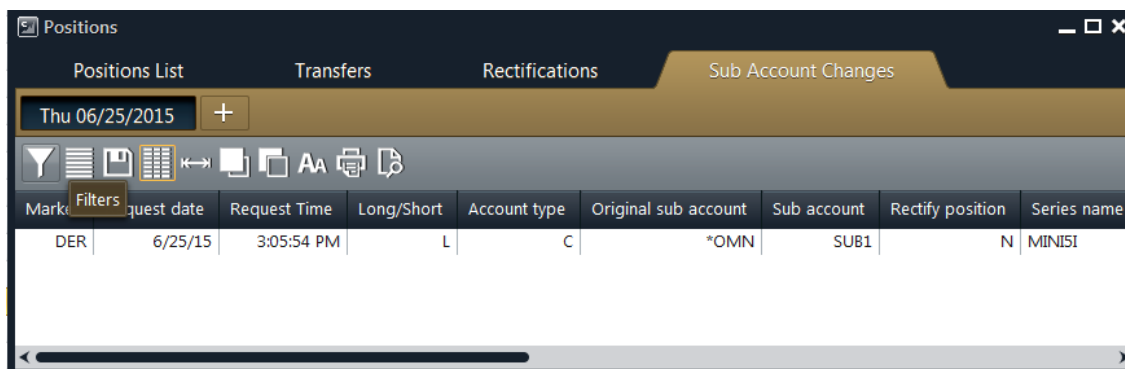 Positions
Positions List Transfers Rectifications Sub Account Changes
Thu 06/25/2015 +
AA
Filters
Marke quest date Request Time Long/Short Account type Original sub account Sub account Rectify position Series name
DER 6/25/15 3:05:54 PM L C *OMN SUB1 N MINI5I